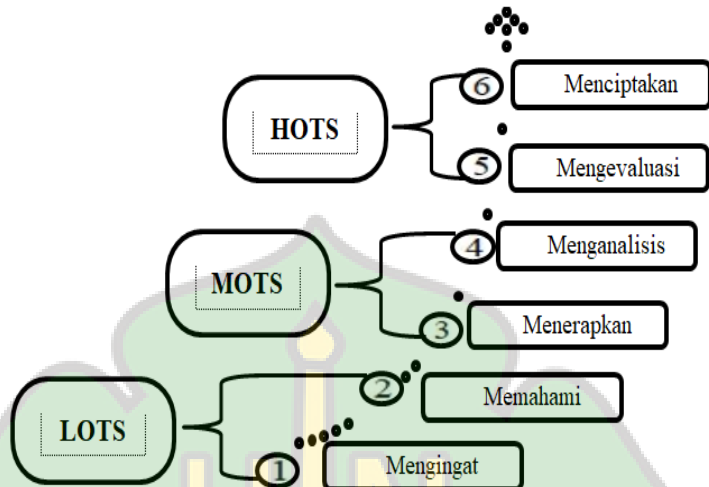 6 Menciptakan
HOTS
5 Mengevaluasi
4 Menganalisis
MOTS
3 Menerapkan
2 Memahami
LOTS
1 Mengingat